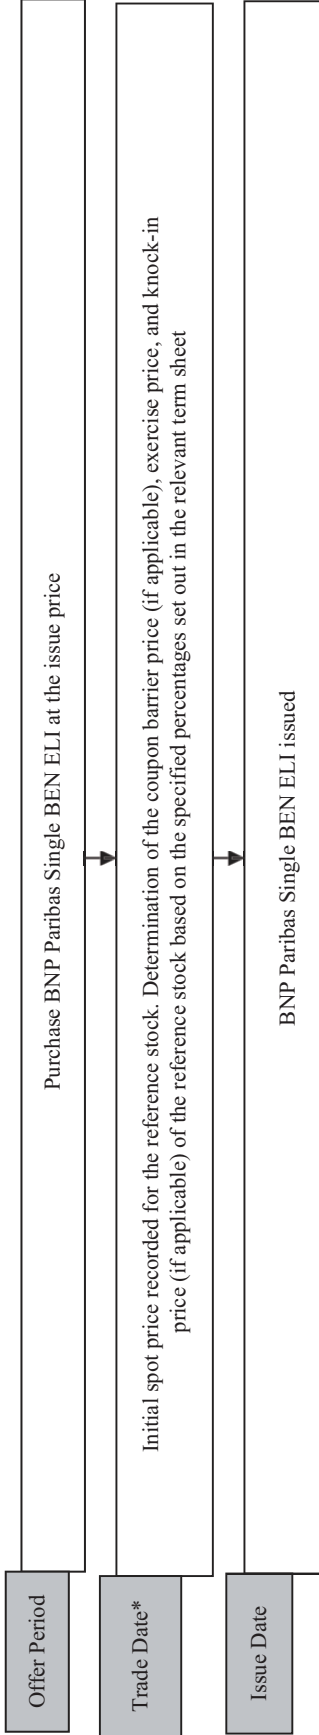 Offer Period
Purchase BNP Paribas Single BEN ELI at the issue price
Trade Date*
Initial spot price recorded for the reference stock. Determination of the coupon barrier price (if applicable), exercise price, and knock-in
price (if applicable) of the reference stock based on the specified percentages set out in the relevant term sheet
Issue Date
BNP Paribas Single BEN ELI issued